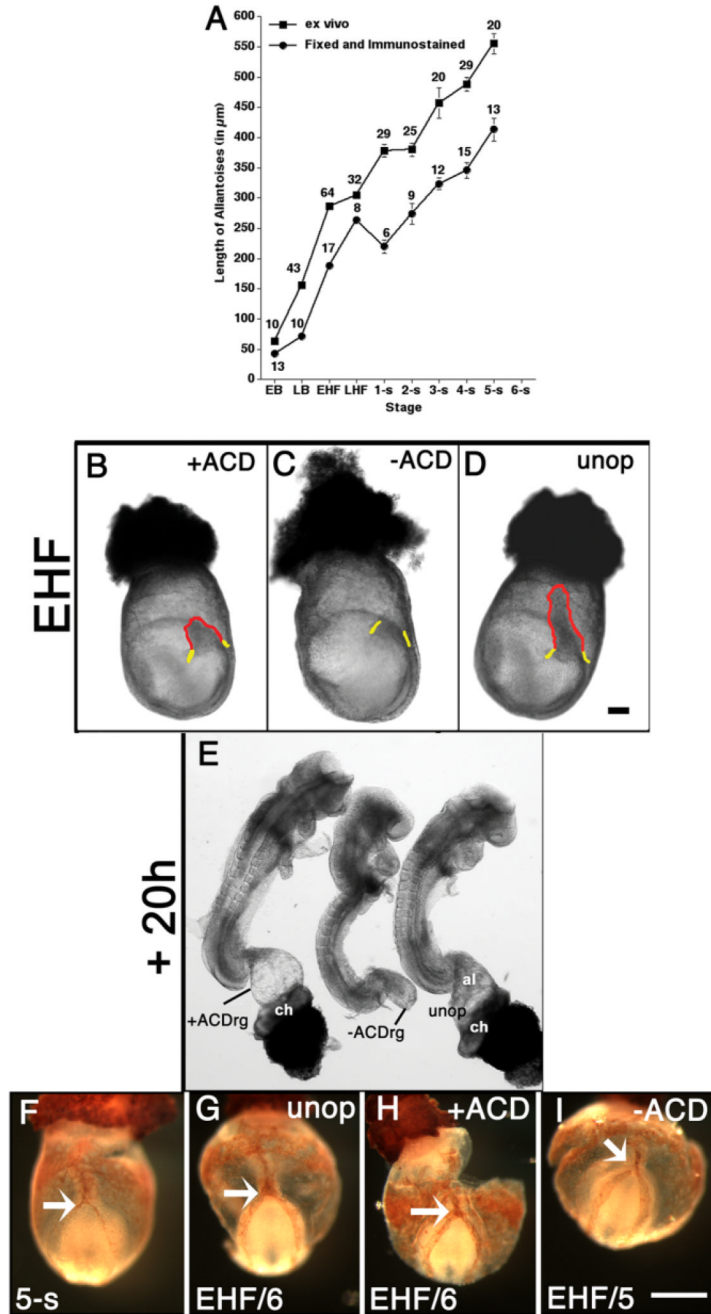 A
ex vivo
Fixed and Immunostained
Length of Allantoises (in µm)
600
550
500
450
400
350
300
250
200
150
100
50
0
10
43
64
32
29
25
20
29
20
13
10
17
8
6
9
12
15
13
EB LB EHF LHF 1-s 2-s 3-s 4-s 5-s 6-s
Stage
EHF
B +ACD
C -ACD
D unop
+ 20h
E
+ACDrg
ch
-ACDrg
al
unop
ch
F
5-s
G unop
EHF/6
H +ACD
EHF/6
I -ACD
EHF/5